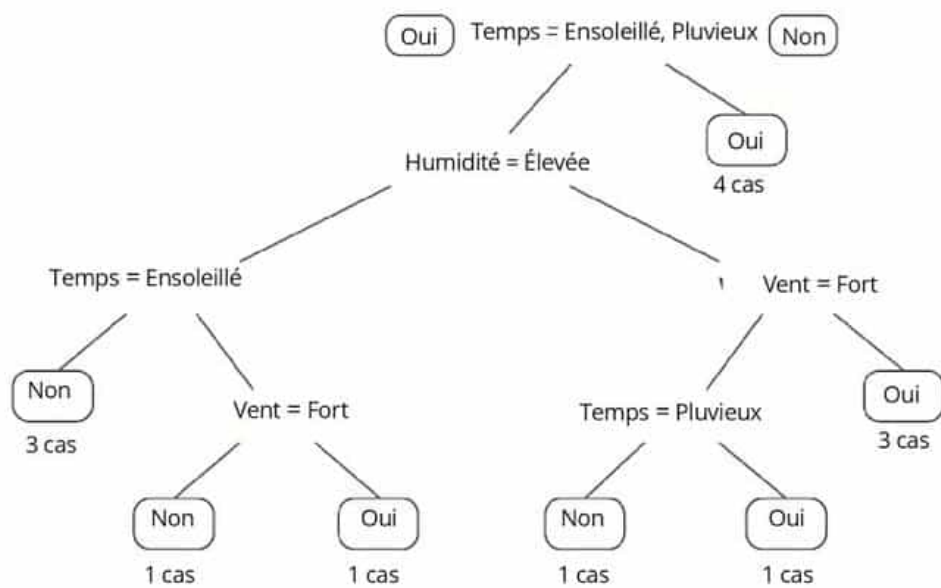 Oui Temps = Ensoleillé, Pluvieux Non
Oui
4 cas
Humidité = Élevée
Temps = Ensoleillé
Vent = Fort
Non
3 cas
Vent = Fort
Temps = Pluvieux
Oui
3 cas
Non
1 cas
Oui
1 cas
Non
1 cas
Oui
1 cas